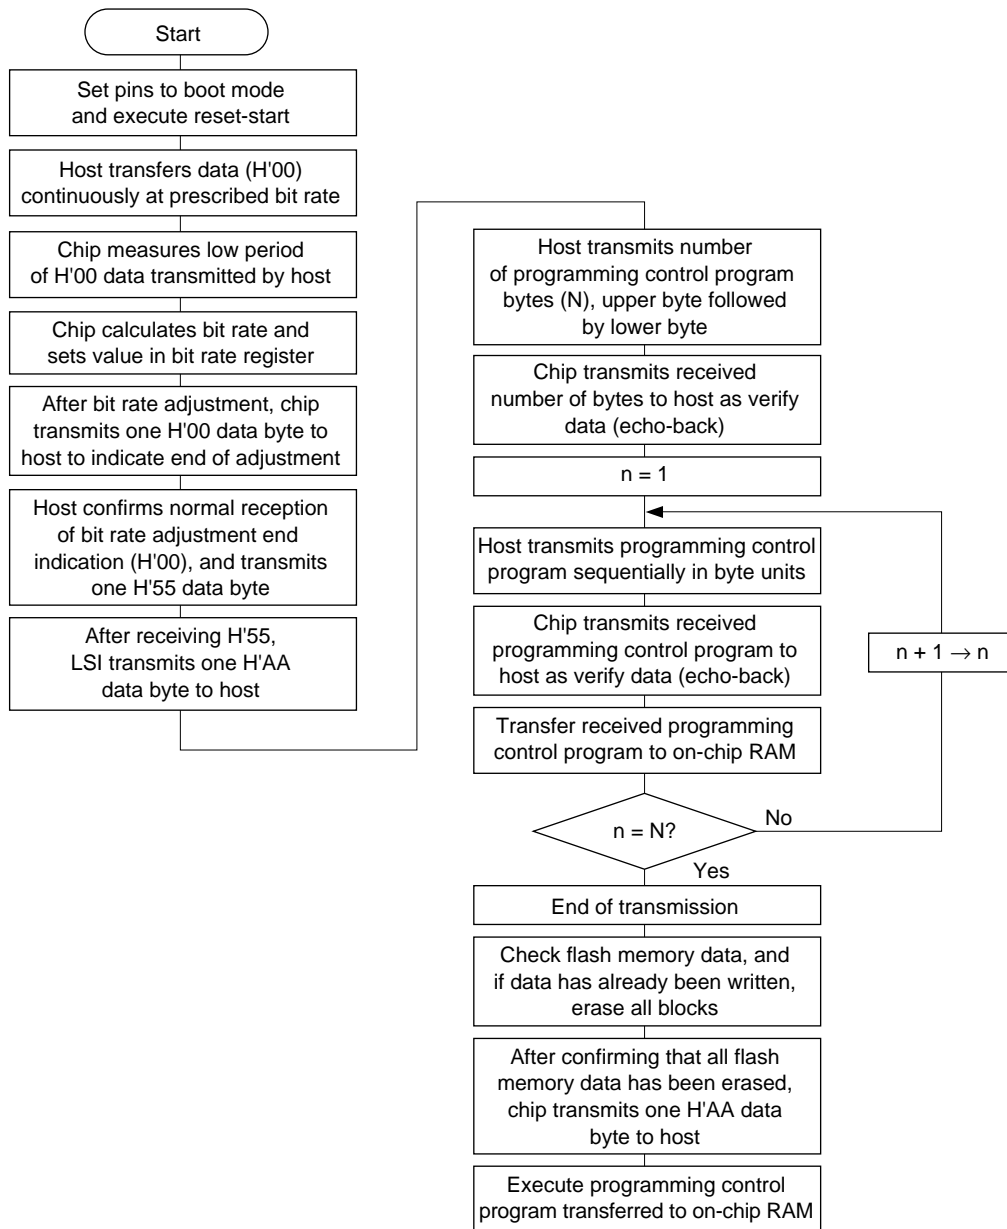 Start
Set pins to boot mode
and execute reset-start
Host transfers data (H'00)
continuously at prescribed bit rate
Chip measures low period
of H'00 data transmitted by host
Chip calculates bit rate and
sets value in bit rate register
After bit rate adjustment, chip
transmits one H'00 data byte to
host to indicate end of adjustment
Host confirms normal reception
of bit rate adjustment end
indication (H'00), and transmits
one H'55 data byte
After receiving H'55,
LSI transmits one H'AA
data byte to host
Host transmits number
of programming control program
bytes (N), upper byte followed
by lower byte
Chip transmits received
number of bytes to host as verify
data (echo-back)
n = 1
Host transmits programming control
program sequentially in byte units
Chip transmits received
programming control program to
host as verify data (echo-back)
n + 1 → n
Transfer received programming
control program to on-chip RAM
n = N?
No
Yes
End of transmission
Check flash memory data, and
if data has already been written,
erase all blocks
After confirming that all flash
memory data has been erased,
chip transmits one H'AA data
byte to host
Execute programming control
program transferred to on-chip RAM